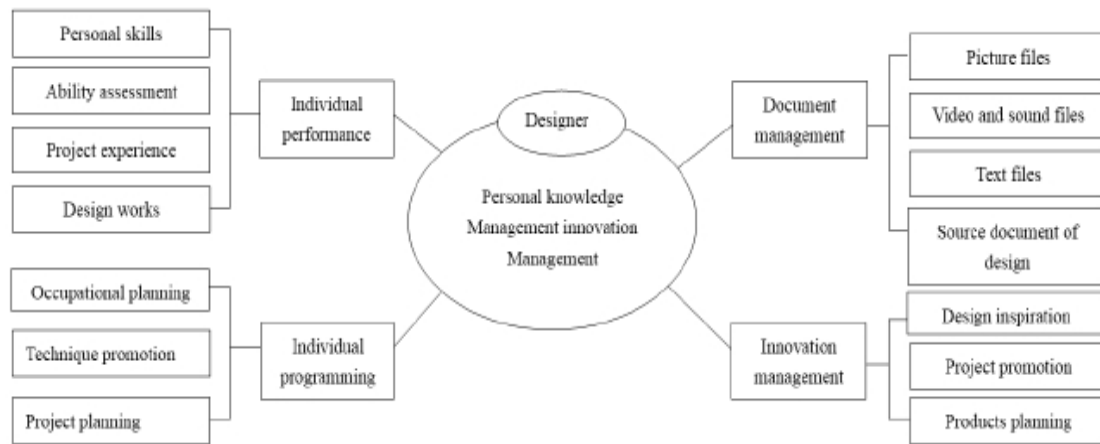 Personal skills
Ability assessment
Project experience
Design works
Individual
performance
Occupational planning
Technique promotion
Project planning
Individual
programming
Designer
Personal knowledge
Management innovation
Management
Document
management
Picture files
Video and sound files
Text files
Source document of
design
Innovation
management
Design inspiration
Project promotion
Products planning